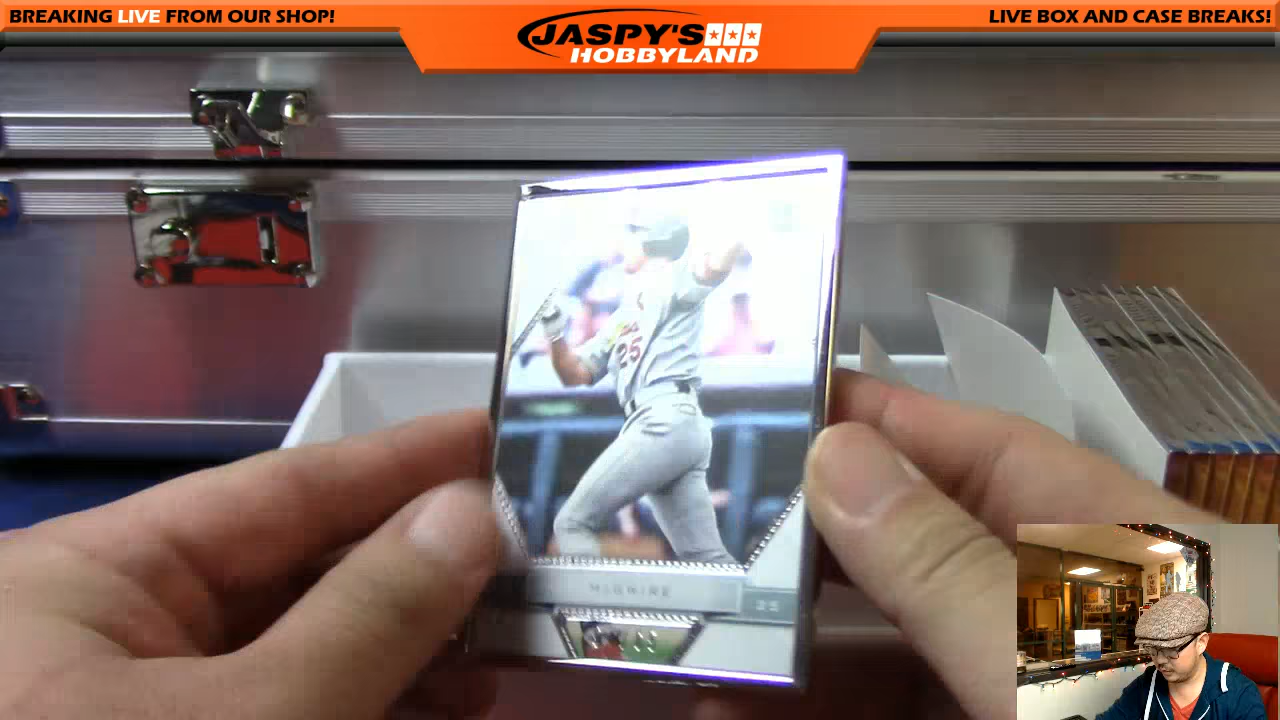 BREAKING LIVE FROM OUR SHOP!
JASPY'S
HOBBYLAND
LIVE BOX AND CASE BREAKS!
25
MCGWIRE
25